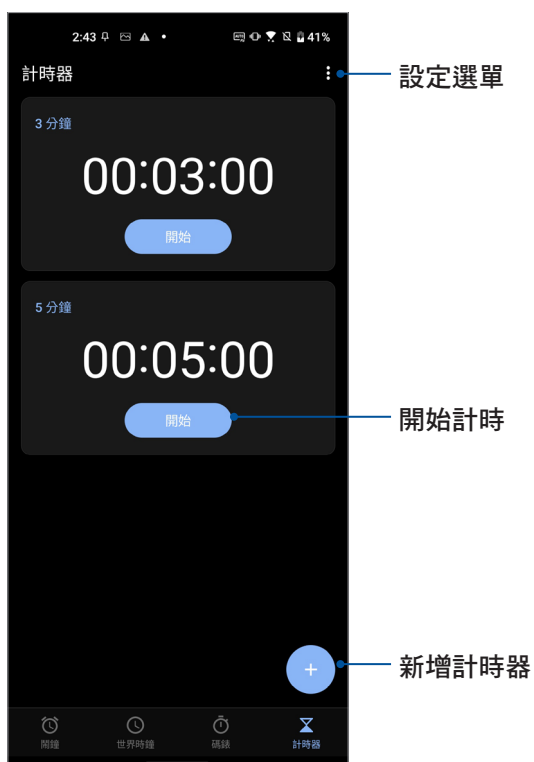 2:43
41%
計時器
設定選單
3 分鐘
00:03:00
開始
5 分鐘
00:05:00
開始
開始計時
+
新增計時器
鬧鐘
世界時鐘
碼錶
計時器